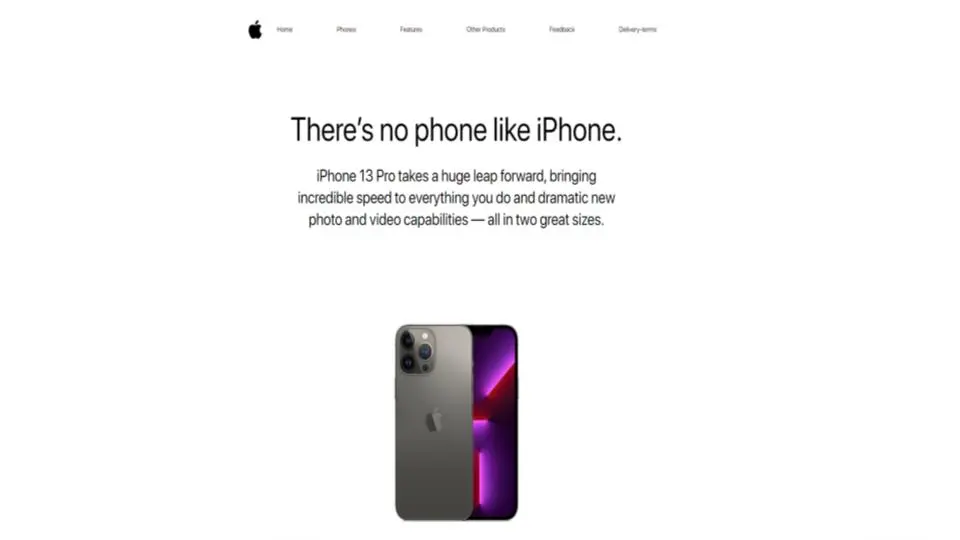 Home Phones Features Other Products Feedback Delivery-terms
There's no phone like iPhone.
iPhone 13 Pro takes a huge leap forward, bringing
incredible speed to everything you do and dramatic new
photo and video capabilities — all in two great sizes.